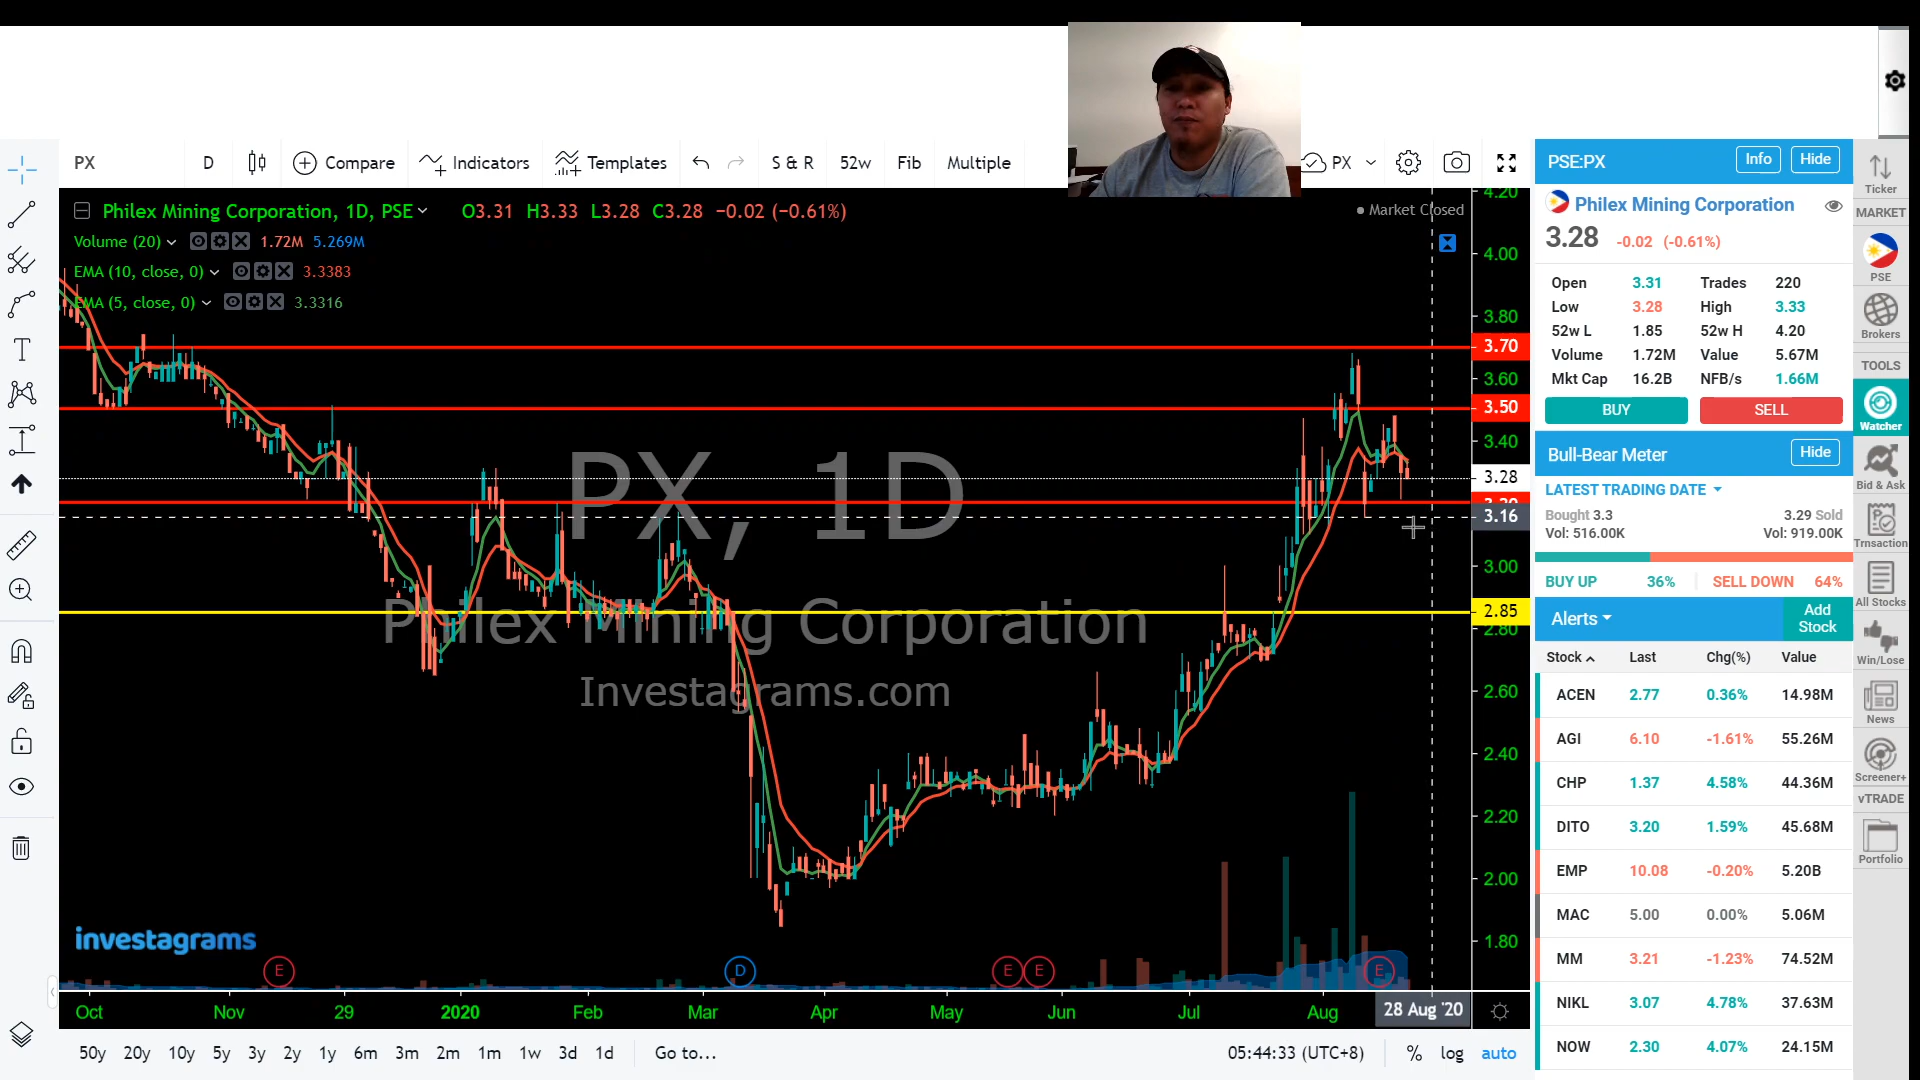 PX D Compare Indicators Templates S & R 52w Fib Multiple PX
Philex Mining Corporation, 1D, PSE O3.31 H3.33 L3.28 C3.28 −0.02 (−0.61%)
Market Closed
Volume (20) 1.72M 5.269M
EMA (10, close, 0) 3.3383
EMA (5, close, 0) 3.3316
PX, 1D
Philex Mining Corporation
Investagrams.com
investagrams
4.20
4.00
3.80
3.70
3.60
3.50
3.40
3.28
3.20
3.16
3.00
2.85
2.80
2.60
2.40
2.20
2.00
1.80
E D E E E
Oct Nov 29 2020 Feb Mar Apr May Jun Jul Aug 28 Aug '20
50y 20y 10y 5y 3y 2y 1y 6m 3m 2m 1m 1w 3d 1d Go to... 05:44:33 (UTC+8) % log auto
PSE:PX Info Hide
Philex Mining Corporation
3.28 -0.02 (-0.61%)
Open 3.31 Trades 220
Low 3.28 High 3.33
52w L 1.85 52w H 4.20
Volume 1.72M Value 5.67M
Mkt Cap 16.2B NFB/s 1.66M
BUY SELL
Bull-Bear Meter Hide
LATEST TRADING DATE
Bought 3.3 3.29 Sold
Vol: 516.00K Vol: 919.00K
BUY UP 36% SELL DOWN 64%
Alerts Add Stock
Stock Last Chg(%) Value
ACEN 2.77 0.36% 14.98M
AGI 6.10 -1.61% 55.26M
CHP 1.37 4.58% 44.36M
DITO 3.20 1.59% 45.68M
EMP 10.08 -0.20% 5.20B
MAC 5.00 0.00% 5.06M
MM 3.21 -1.23% 74.52M
NIKL 3.07 4.78% 37.63M
NOW 2.30 4.07% 24.15M
Ticker
MARKET
PSE
Brokers
TOOLS
Watcher
Bid & Ask
Trnsaction
All Stocks
Win/Lose
News
Screener+
vTRADE
Portfolio